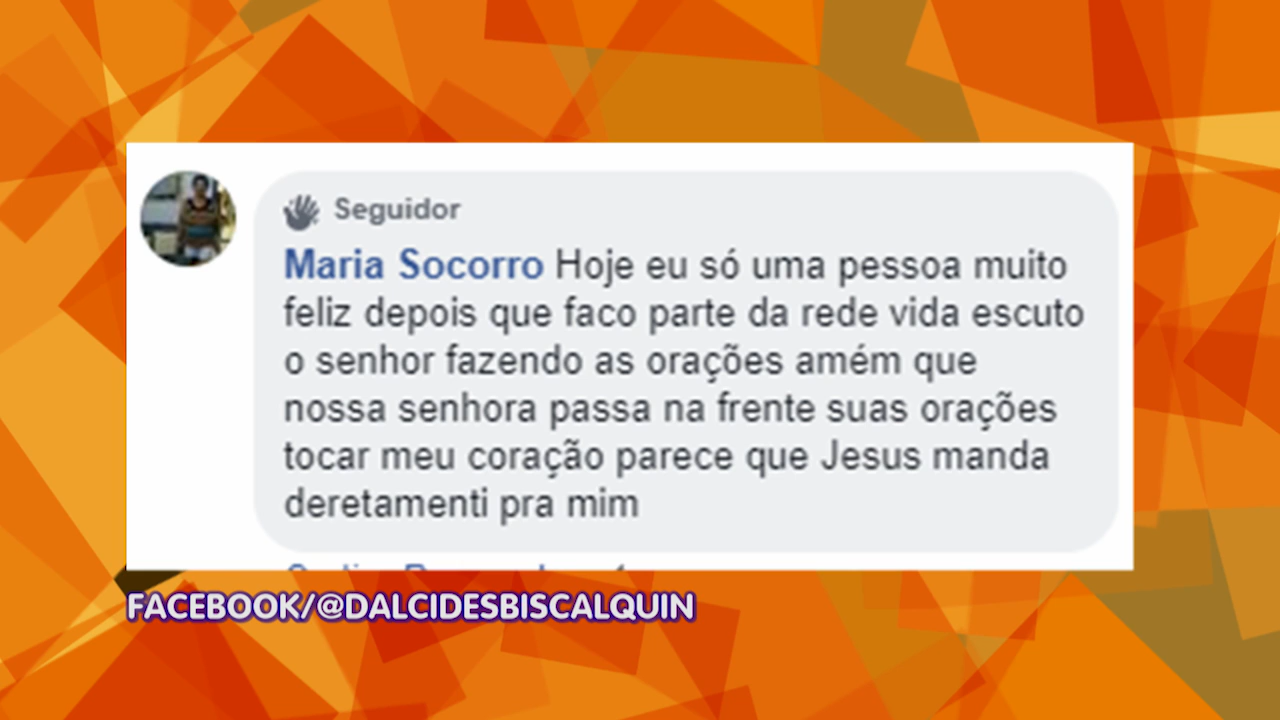 Seguidor
Maria Socorro Hoje eu só uma pessoa muito
feliz depois que faco parte da rede vida escuto
o senhor fazendo as orações amém que
nossa senhora passa na frente suas orações
tocar meu coração parece que Jesus manda
deretamenti pra mim
FACEBOOK/@DALCIDESBISCALQUIN